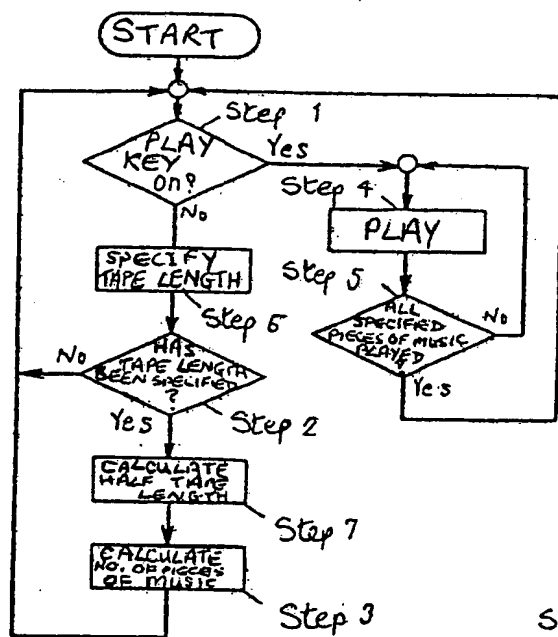 START
Step 1
PLAY
KEY
On?
Yes
No
Step 4
PLAY
SPECIFY
TAPE LENGTH
Step 6
Step 5
ALL
SPECIFIED
PIECES OF MUSIC
PLAYED
No
Yes
HAS
TAPE LENGTH
BEEN SPECIFIED
?
No
Yes
Step 2
CALCULATE
HALF TAPE
LENGTH
Step 7
CALCULATE
NO. OF PIECES
OF MUSIC
Step 3
S